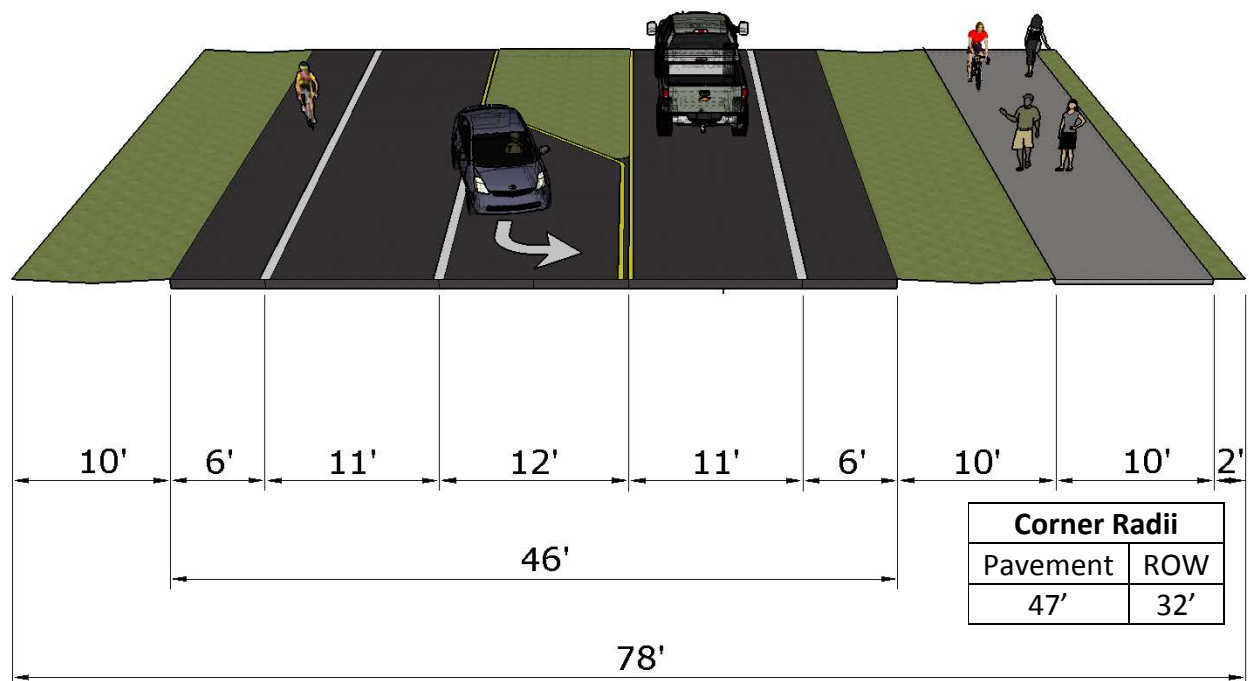 10' 6' 11' 12' 11' 6' 10' 10' 2'
Corner Radii
Pavement ROW
47’ 32’
46'
78'